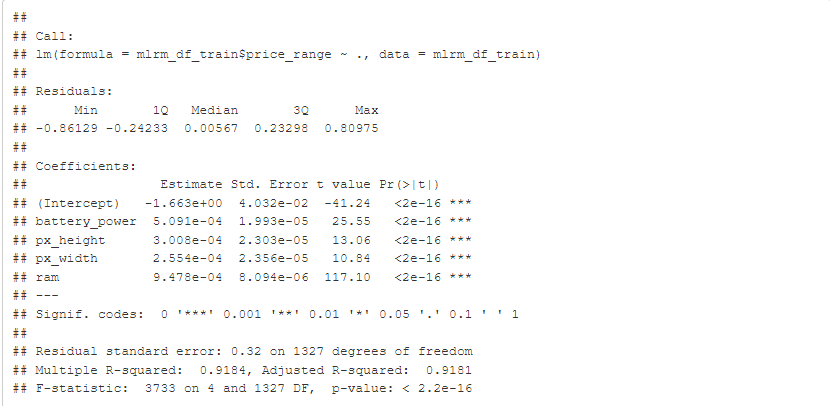 ##
## Call:
## lm(formula = mlrm_df_train$price_range ~ ., data = mlrm_df_train)
##
## Residuals:
##      Min       1Q   Median       3Q      Max
## -0.86129 -0.24233  0.00567  0.23298  0.80975
##
## Coefficients:
##                 Estimate Std. Error t value Pr(>|t|)
## (Intercept)   -1.663e+00  4.032e-02  -41.24   <2e-16 ***
## battery_power  5.091e-04  1.993e-05   25.55   <2e-16 ***
## px_height      3.008e-04  2.303e-05   13.06   <2e-16 ***
## px_width       2.554e-04  2.356e-05   10.84   <2e-16 ***
## ram            9.478e-04  8.094e-06  117.10   <2e-16 ***
## ---
## Signif. codes:  0 '***' 0.001 '**' 0.01 '*' 0.05 '.' 0.1 ' ' 1
##
## Residual standard error: 0.32 on 1327 degrees of freedom
## Multiple R-squared:  0.9184, Adjusted R-squared:  0.9181
## F-statistic:  3733 on 4 and 1327 DF,  p-value: < 2.2e-16